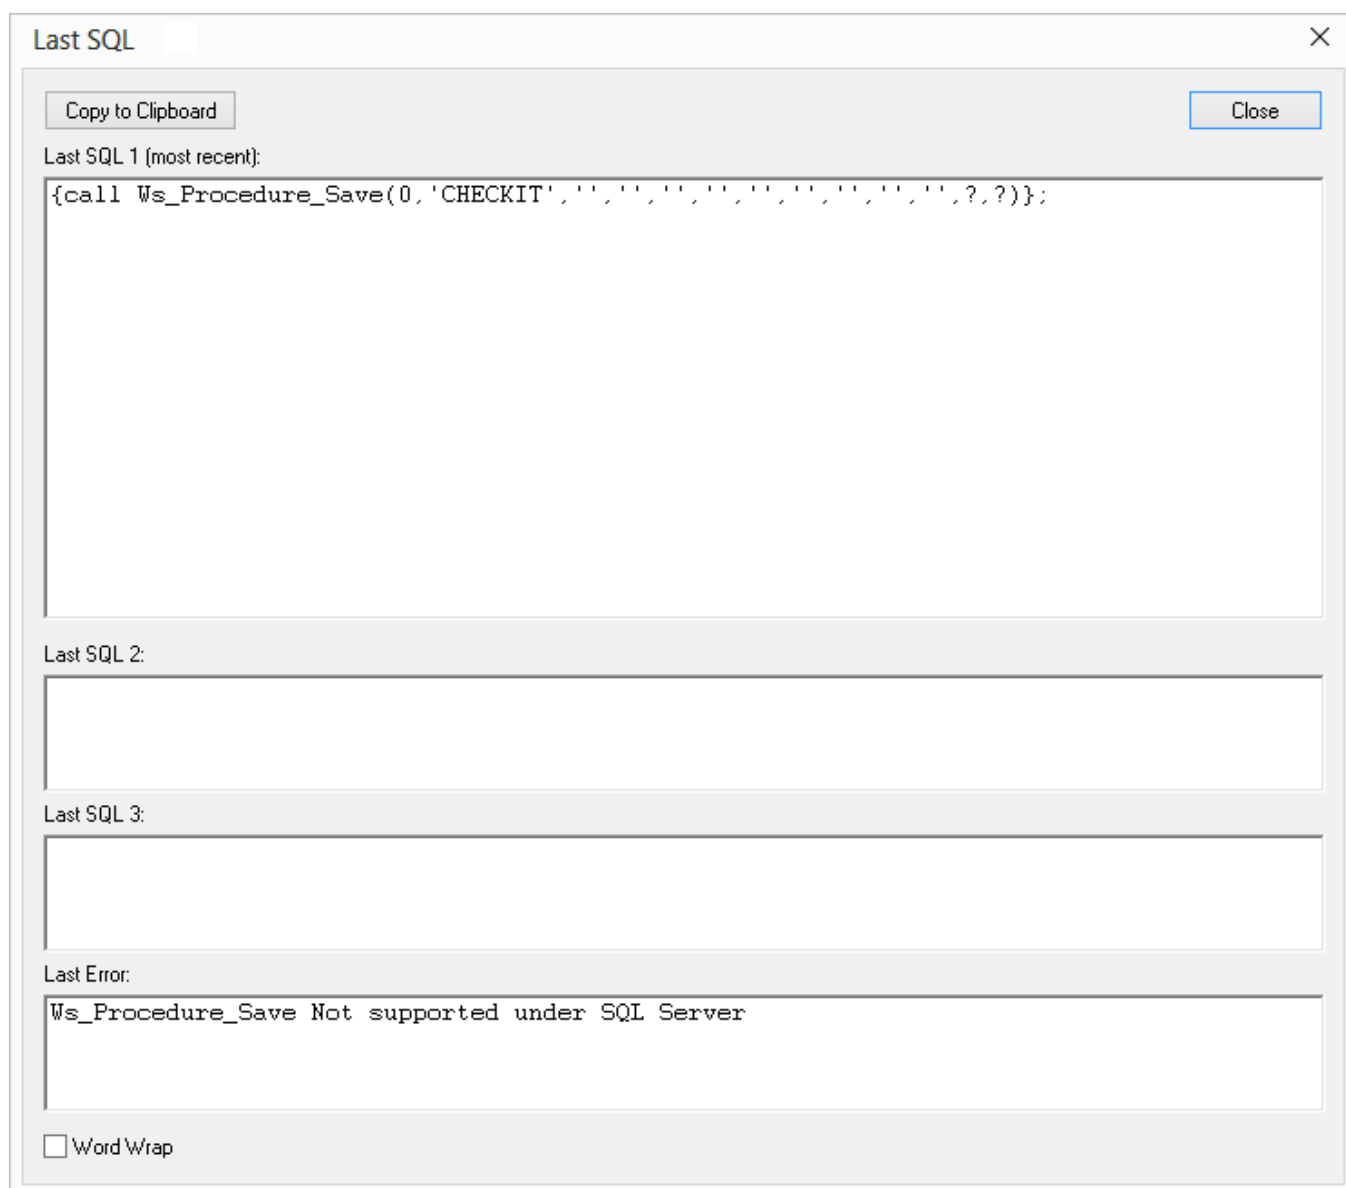 Last SQL
Copy to Clipboard
Close
Last SQL 1 (most recent):
{call Ws_Procedure_Save(0,'CHECKIT','','','','','','','','','',?,?)};
Last SQL 2:
Last SQL 3:
Last Error:
Ws_Procedure_Save Not supported under SQL Server
Word Wrap